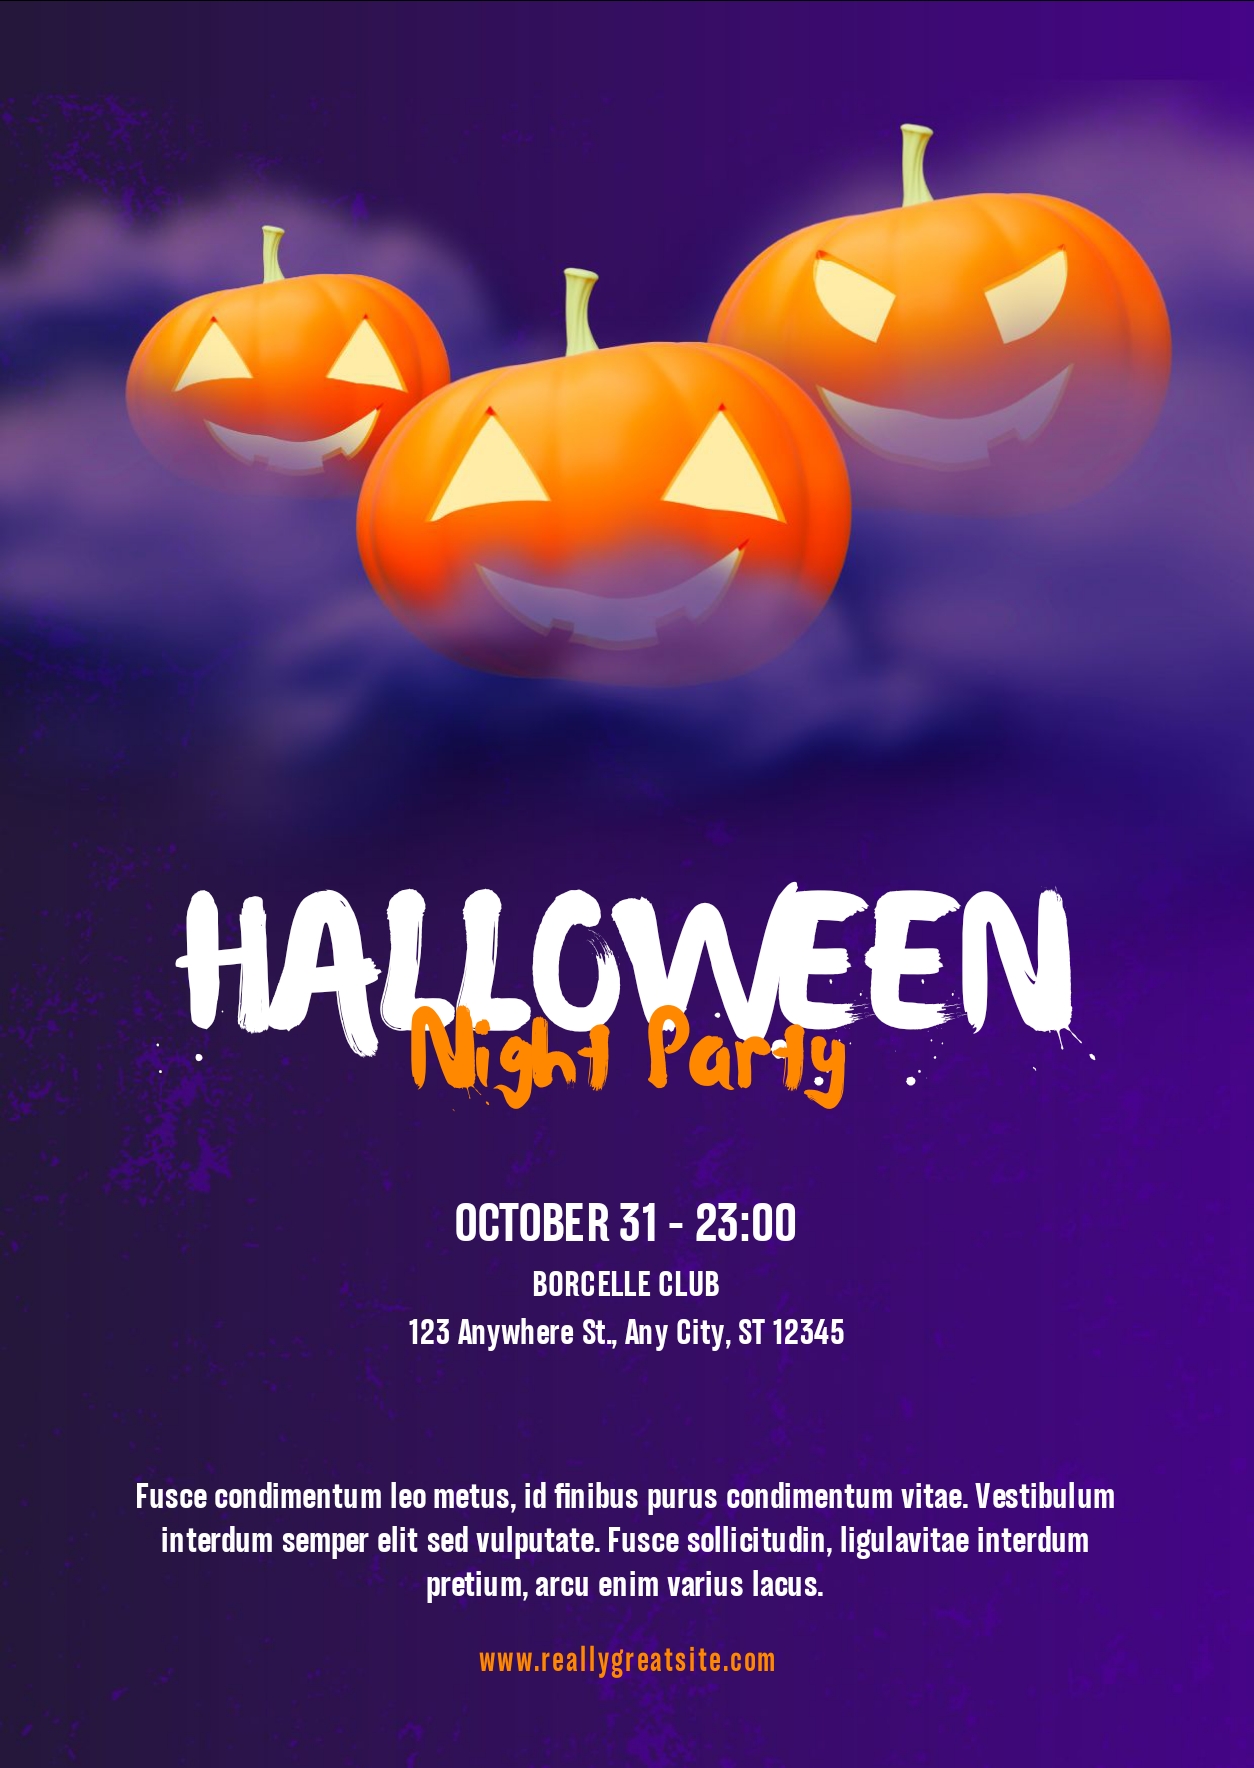 HALLOWEEN
Night Party
OCTOBER 31 - 23:00
BORCELLE CLUB
123 Anywhere St., Any City, ST 12345
Fusce condimentum leo metus, id finibus purus condimentum vitae. Vestibulum
interdum semper elit sed vulputate. Fusce sollicitudin, ligulavitae interdum
pretium, arcu enim varius lacus.
www.reallygreatsite.com